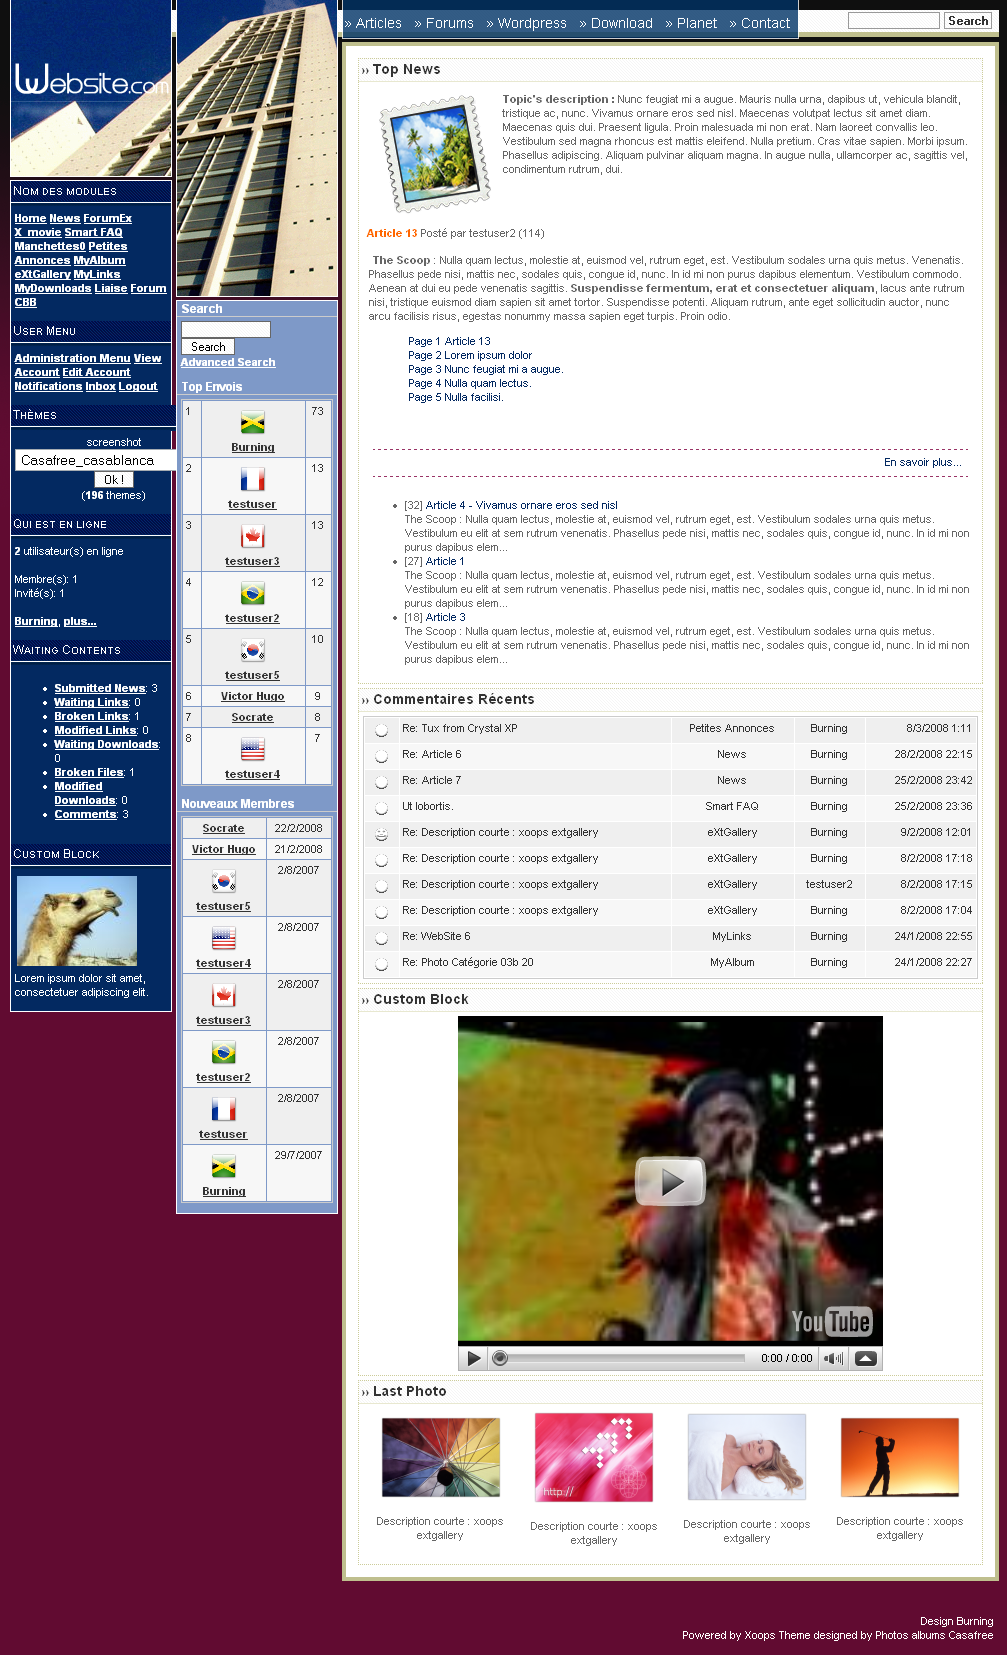 » Articles » Forums » Wordpress » Download » Planet » Contact
Search
Website.com
Nom des modules
Home News ForumEx
X_movie Smart FAQ
Manchettes0 Petites
Annonces MyAlbum
eXtGallery MyLinks
MyDownloads Liaise Forum
CBB
User Menu
Administration Menu View
Account Edit Account
Notifications Inbox Logout
Thèmes
screenshot
Casafree_casablanca
Ok !
(196 themes)
Qui est en ligne
2 utilisateur(s) en ligne
Membre(s): 1
Invité(s): 1
Burning, plus...
Waiting Contents
Submitted News: 3
Waiting Links: 0
Broken Links: 1
Modified Links: 0
Waiting Downloads:
0
Broken Files: 1
Modified
Downloads: 0
Comments: 3
Custom Block
Lorem ipsum dolor sit amet,
consectetuer adipiscing elit.
Search
Search
Advanced Search
Top Envois
1 Burning 73
2 testuser 13
3 testuser3 13
4 testuser2 12
5 testuser5 10
6 Victor Hugo 9
7 Socrate 8
8 testuser4 7
Nouveaux Membres
Socrate 22/2/2008
Victor Hugo 21/2/2008
testuser5 2/8/2007
testuser4 2/8/2007
testuser3 2/8/2007
testuser2 2/8/2007
testuser 2/8/2007
Burning 29/7/2007
›› Top News
Topic's description : Nunc feugiat mi a augue. Mauris nulla urna, dapibus ut, vehicula blandit,
tristique ac, nunc. Vivamus ornare eros sed nisl. Maecenas volutpat lectus sit amet diam.
Maecenas quis dui. Praesent ligula. Proin malesuada mi non erat. Nam laoreet convallis leo.
Vestibulum sed magna rhoncus est mattis eleifend. Nulla pretium. Cras vitae sapien. Morbi ipsum.
Phasellus adipiscing. Aliquam pulvinar aliquam magna. In augue nulla, ullamcorper ac, sagittis vel,
condimentum rutrum, dui.
Article 13 Posté par testuser2 (114)
The Scoop : Nulla quam lectus, molestie at, euismod vel, rutrum eget, est. Vestibulum sodales urna quis metus. Venenatis.
Phasellus pede nisi, mattis nec, sodales quis, congue id, nunc. In id mi non purus dapibus elementum. Vestibulum commodo.
Aenean at dui eu pede venenatis sagittis. Suspendisse fermentum, erat et consectetuer aliquam, lacus ante rutrum
nisi, tristique euismod diam sapien sit amet tortor. Suspendisse potenti. Aliquam rutrum, ante eget sollicitudin auctor, nunc
arcu facilisis risus, egestas nonummy massa sapien eget turpis. Proin odio.
Page 1 Article 13
Page 2 Lorem ipsum dolor
Page 3 Nunc feugiat mi a augue.
Page 4 Nulla quam lectus.
Page 5 Nulla facilisi.
En savoir plus...
[32] Article 4 - Vivamus ornare eros sed nisl
The Scoop : Nulla quam lectus, molestie at, euismod vel, rutrum eget, est. Vestibulum sodales urna quis metus.
Vestibulum eu elit at sem rutrum venenatis. Phasellus pede nisi, mattis nec, sodales quis, congue id, nunc. In id mi non
purus dapibus elem...
[27] Article 1
The Scoop : Nulla quam lectus, molestie at, euismod vel, rutrum eget, est. Vestibulum sodales urna quis metus.
Vestibulum eu elit at sem rutrum venenatis. Phasellus pede nisi, mattis nec, sodales quis, congue id, nunc. In id mi non
purus dapibus elem...
[18] Article 3
The Scoop : Nulla quam lectus, molestie at, euismod vel, rutrum eget, est. Vestibulum sodales urna quis metus.
Vestibulum eu elit at sem rutrum venenatis. Phasellus pede nisi, mattis nec, sodales quis, congue id, nunc. In id mi non
purus dapibus elem...
›› Commentaires Récents
Re: Tux from Crystal XP Petites Annonces Burning 8/3/2008 1:11
Re: Article 6 News Burning 28/2/2008 22:15
Re: Article 7 News Burning 25/2/2008 23:42
Ut lobortis. Smart FAQ Burning 25/2/2008 23:36
Re: Description courte : xoops extgallery eXtGallery Burning 9/2/2008 12:01
Re: Description courte : xoops extgallery eXtGallery Burning 8/2/2008 17:18
Re: Description courte : xoops extgallery eXtGallery testuser2 8/2/2008 17:15
Re: Description courte : xoops extgallery eXtGallery Burning 8/2/2008 17:04
Re: WebSite 6 MyLinks Burning 24/1/2008 22:55
Re: Photo Catégorie 03b 20 MyAlbum Burning 24/1/2008 22:27
›› Custom Block
YouTube
0:00 / 0:00
›› Last Photo
http://
Description courte : xoops
extgallery
Description courte : xoops
extgallery
Description courte : xoops
extgallery
Description courte : xoops
extgallery
Design Burning
Powered by Xoops Theme designed by Photos albums Casafree